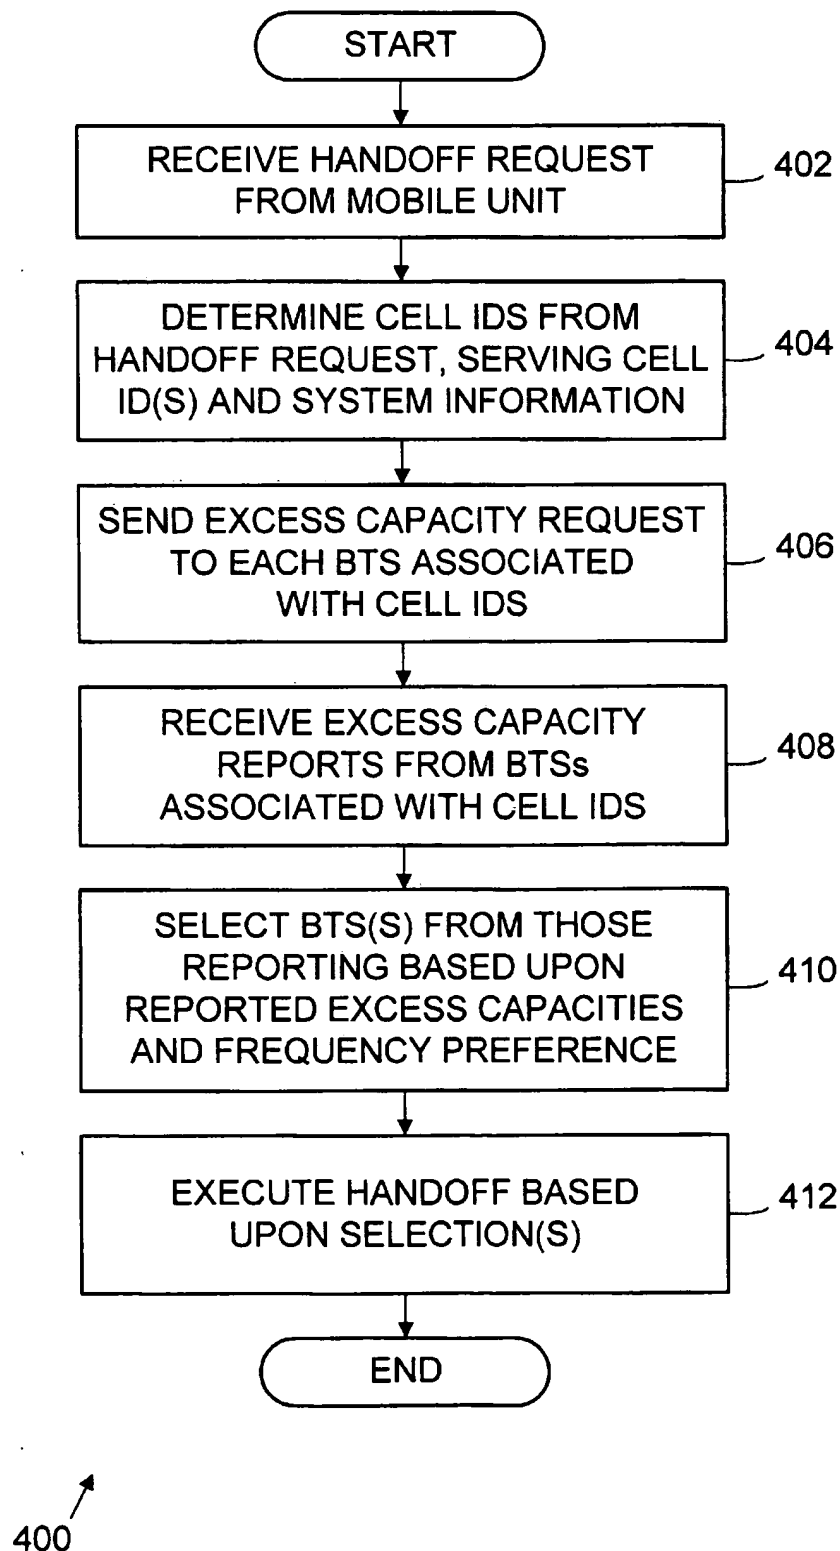 START
RECEIVE HANDOFF REQUEST
FROM MOBILE UNIT
402
DETERMINE CELL IDS FROM
HANDOFF REQUEST, SERVING CELL
ID(S) AND SYSTEM INFORMATION
404
SEND EXCESS CAPACITY REQUEST
TO EACH BTS ASSOCIATED
WITH CELL IDS
406
RECEIVE EXCESS CAPACITY
REPORTS FROM BTSs
ASSOCIATED WITH CELL IDS
408
SELECT BTS(S) FROM THOSE
REPORTING BASED UPON
REPORTED EXCESS CAPACITIES
AND FREQUENCY PREFERENCE
410
EXECUTE HANDOFF BASED
UPON SELECTION(S)
412
END
400